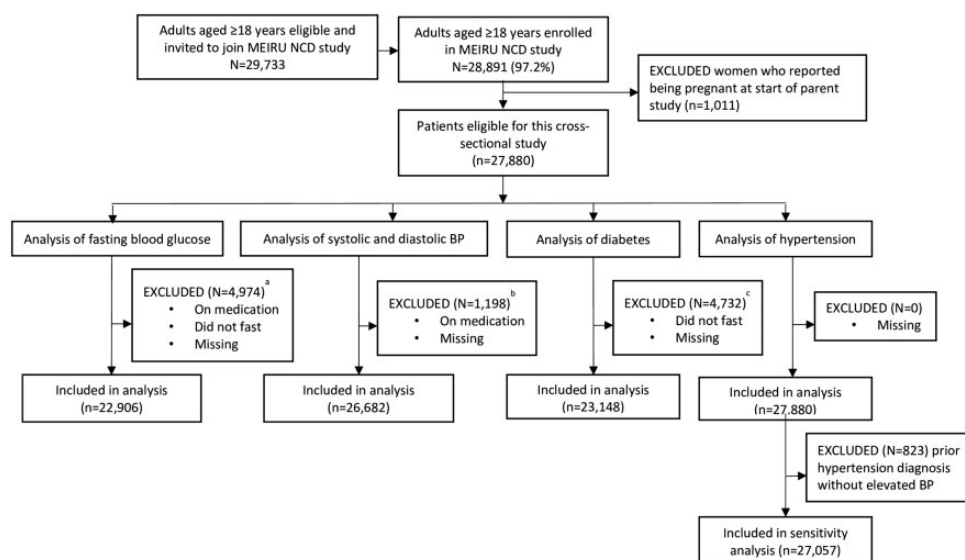 Adults aged ≥18 years eligible and
invited to join MEIRU NCD study
N=29,733
Adults aged ≥18 years enrolled
in MEIRU NCD study
N=28,891 (97.2%)
EXCLUDED women who reported
being pregnant at start of parent
study (n=1,011)
Patients eligible for this cross-
sectional study
(n=27,880)
Analysis of fasting blood glucose
Analysis of systolic and diastolic BP
Analysis of diabetes
Analysis of hypertension
EXCLUDED (N=4,974)a
• On medication
• Did not fast
• Missing
EXCLUDED (N=1,198)b
• On medication
• Missing
EXCLUDED (N=4,732)c
• Did not fast
• Missing
EXCLUDED (N=0)
• Missing
Included in analysis
(n=22,906)
Included in analysis
(n=26,682)
Included in analysis
(n=23,148)
Included in analysis
(n=27,880)
EXCLUDED (N=823) prior
hypertension diagnosis
without elevated BP
Included in sensitivity
analysis (n=27,057)